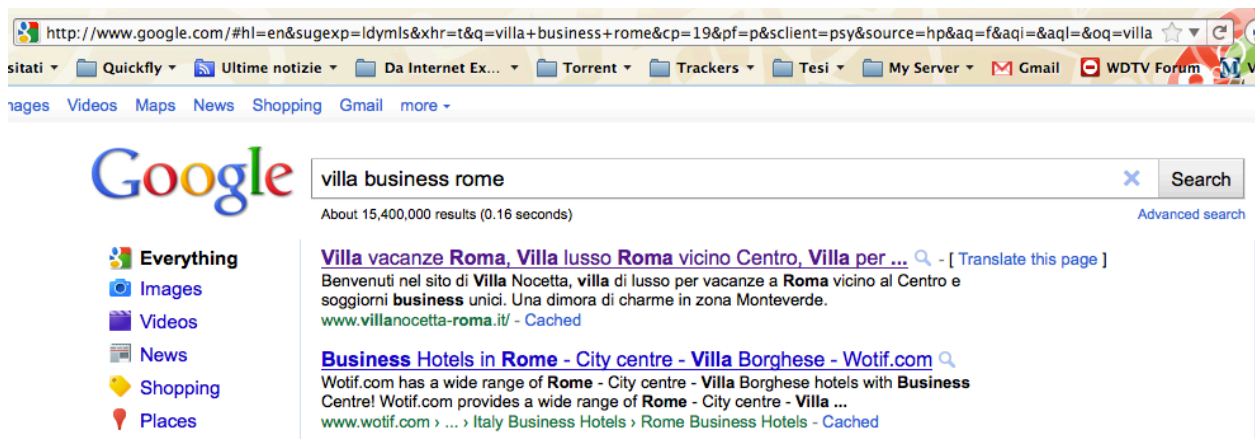 http://www.google.com/#hl=en&sugexp=ldymls&xhr=t&q=villa+business+rome&cp=19&pf=p&sclient=psy&source=hp&aq=f&aqi=&aql=&oq=villa
sitati Quickfly Ultime notizie Da Internet Ex... Torrent Trackers Tesi My Server Gmail WDTV Forum V
nages Videos Maps News Shopping Gmail more
Google villa business rome Search
About 15,400,000 results (0.16 seconds) Advanced search
Everything
Images
Videos
News
Shopping
Places
Villa vacanze Roma, Villa lusso Roma vicino Centro, Villa per ... - [ Translate this page ]
Benvenuti nel sito di Villa Nocetta, villa di lusso per vacanze a Roma vicino al Centro e
soggiorni business unici. Una dimora di charme in zona Monteverde.
www.villanocetta-roma.it/ - Cached
Business Hotels in Rome - City centre - Villa Borghese - Wotif.com
Wotif.com has a wide range of Rome - City centre - Villa Borghese hotels with Business
Centre! Wotif.com provides a wide range of Rome - City centre - Villa ...
www.wotif.com › ... › Italy Business Hotels › Rome Business Hotels - Cached